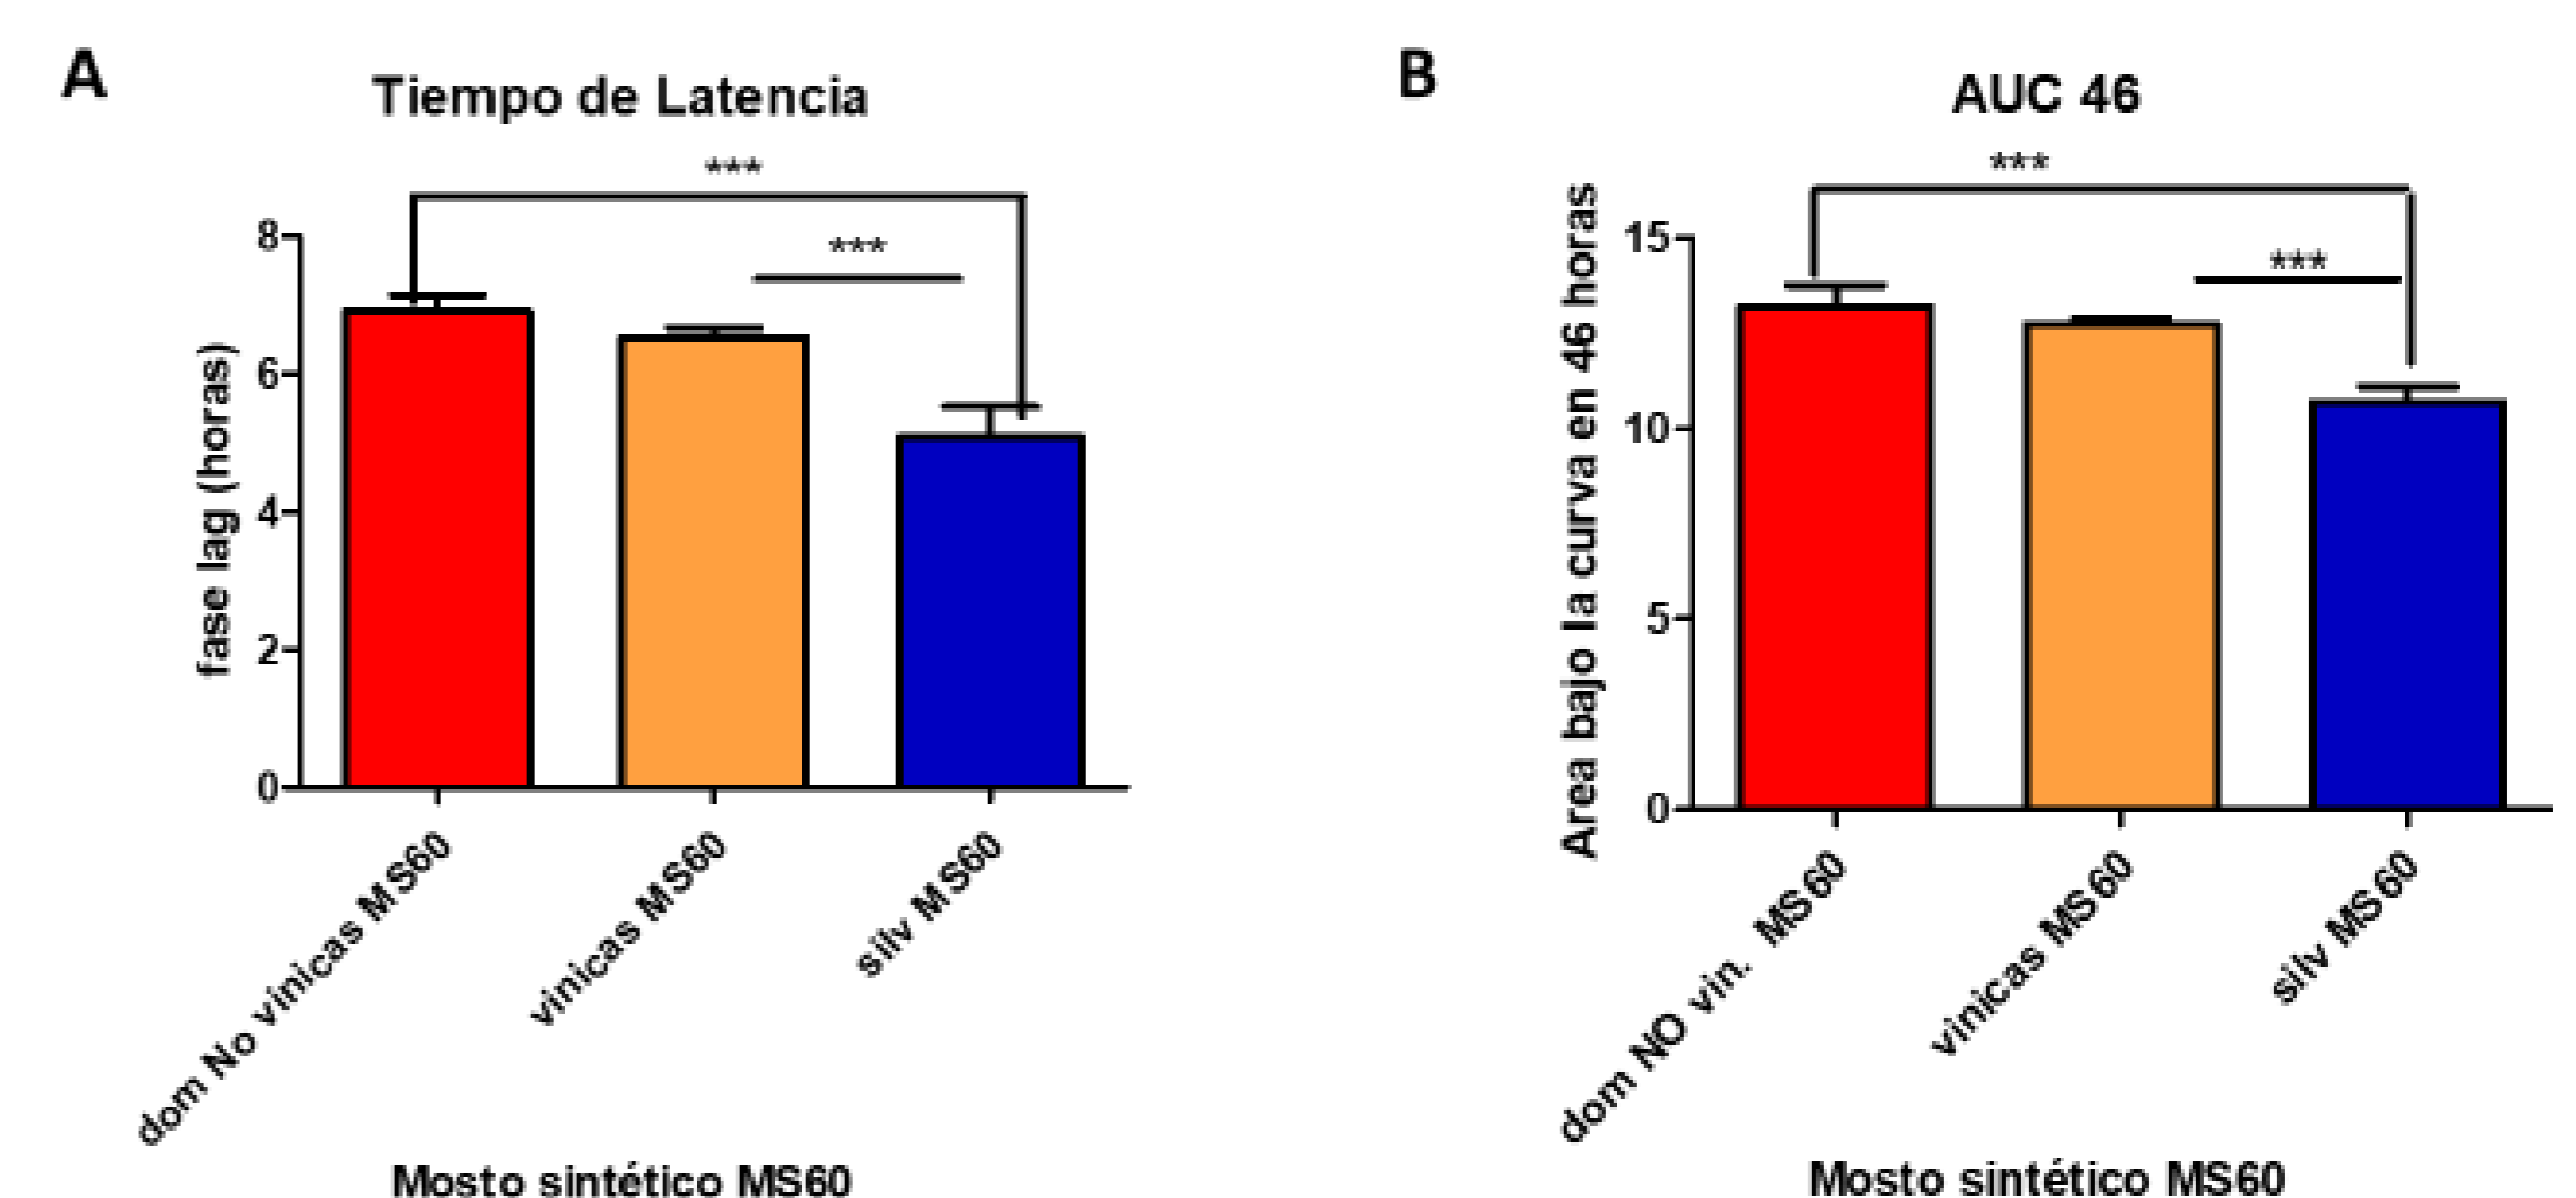 A
Tiempo de Latencia
***
***
fase lag (horas)
8
6
4
2
0
dom No vinicas MS60
vinicas MS60
silv MS60
Mosto sintético MS60
B
AUC 46
***
***
Area bajo la curva en 46 horas
15
10
5
0
dom NO vin. MS60
vinicas MS60
silv MS60
Mosto sintético MS60